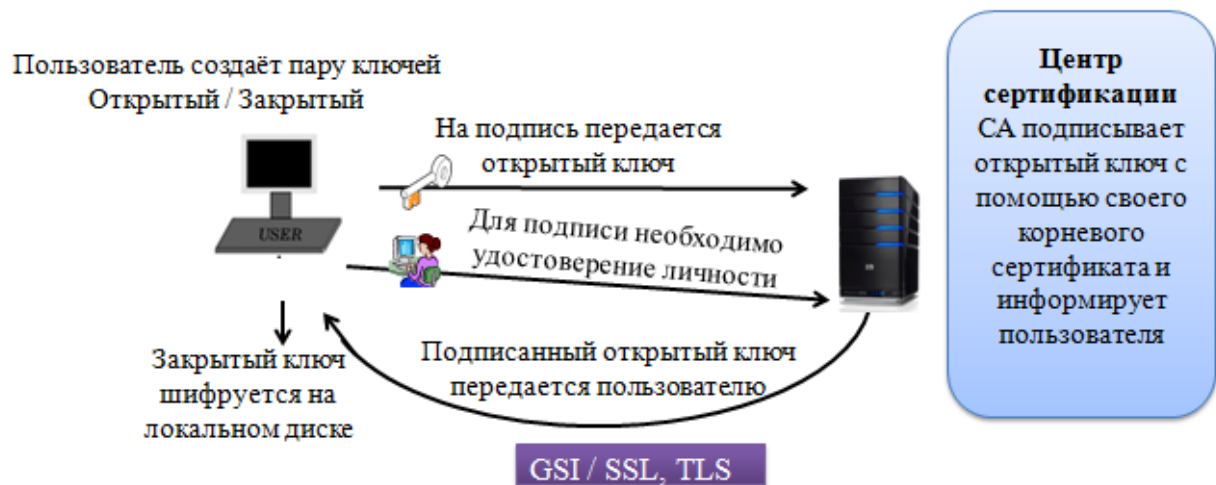 Пользователь создаёт пару ключей
Открытый / Закрытый
На подпись передается
открытый ключ
USER
Для подписи необходимо
удостоверение личности
Закрытый ключ
шифруется на
локальном диске
Подписанный открытый ключ
передается пользователю
GSI / SSL, TLS
Центр
сертификации
СА подписывает
открытый ключ с
помощью своего
корневого
сертификата и
информирует
пользователя